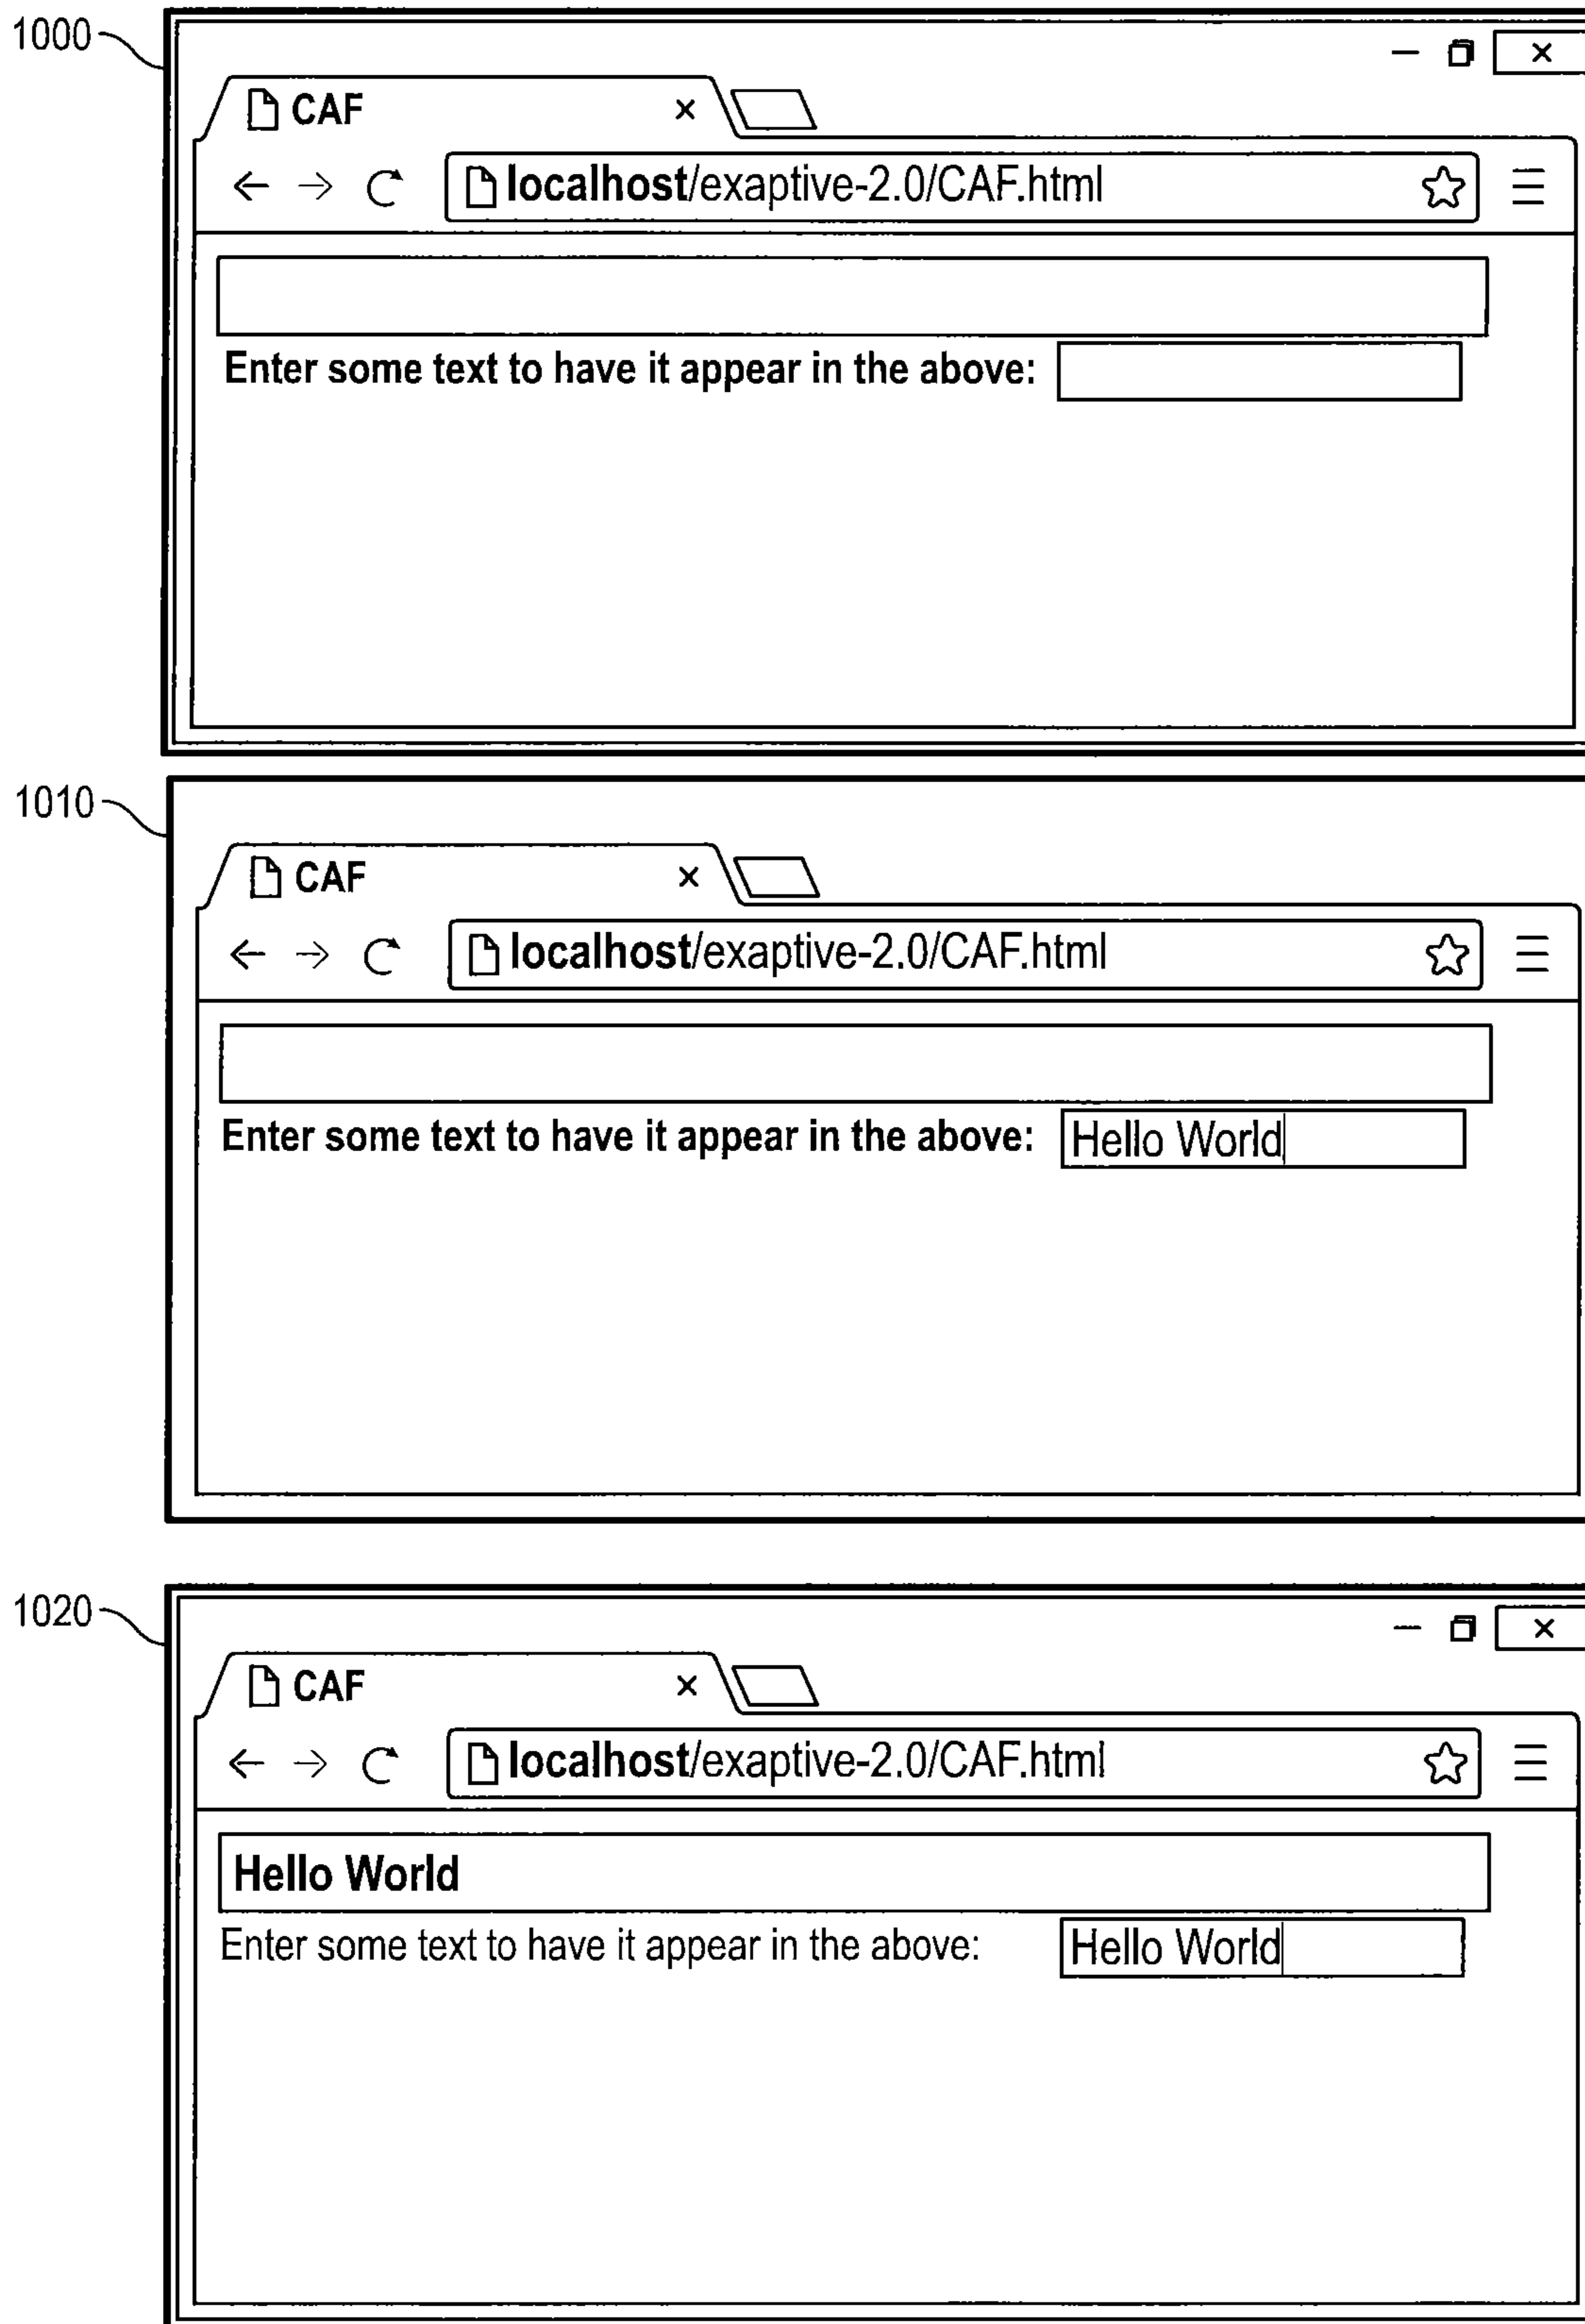 1000
CAF
localhost/exaptive-2.0/CAF.html
Enter some text to have it appear in the above:
1010
CAF
localhost/exaptive-2.0/CAF.html
Enter some text to have it appear in the above: Hello World
1020
CAF
localhost/exaptive-2.0/CAF.html
Hello World
Enter some text to have it appear in the above: Hello World